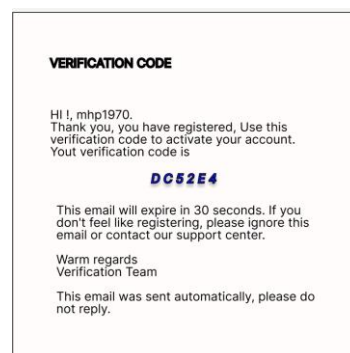 VERIFICATION CODE
HI !, mhp1970.
Thank you, you have registered, Use this
verification code to activate your account.
Yout verification code is
DC52E4
This email will expire in 30 seconds. If you
don't feel like registering, please ignore this
email or contact our support center.
Warm regards
Verification Team
This email was sent automatically, please do
not reply.